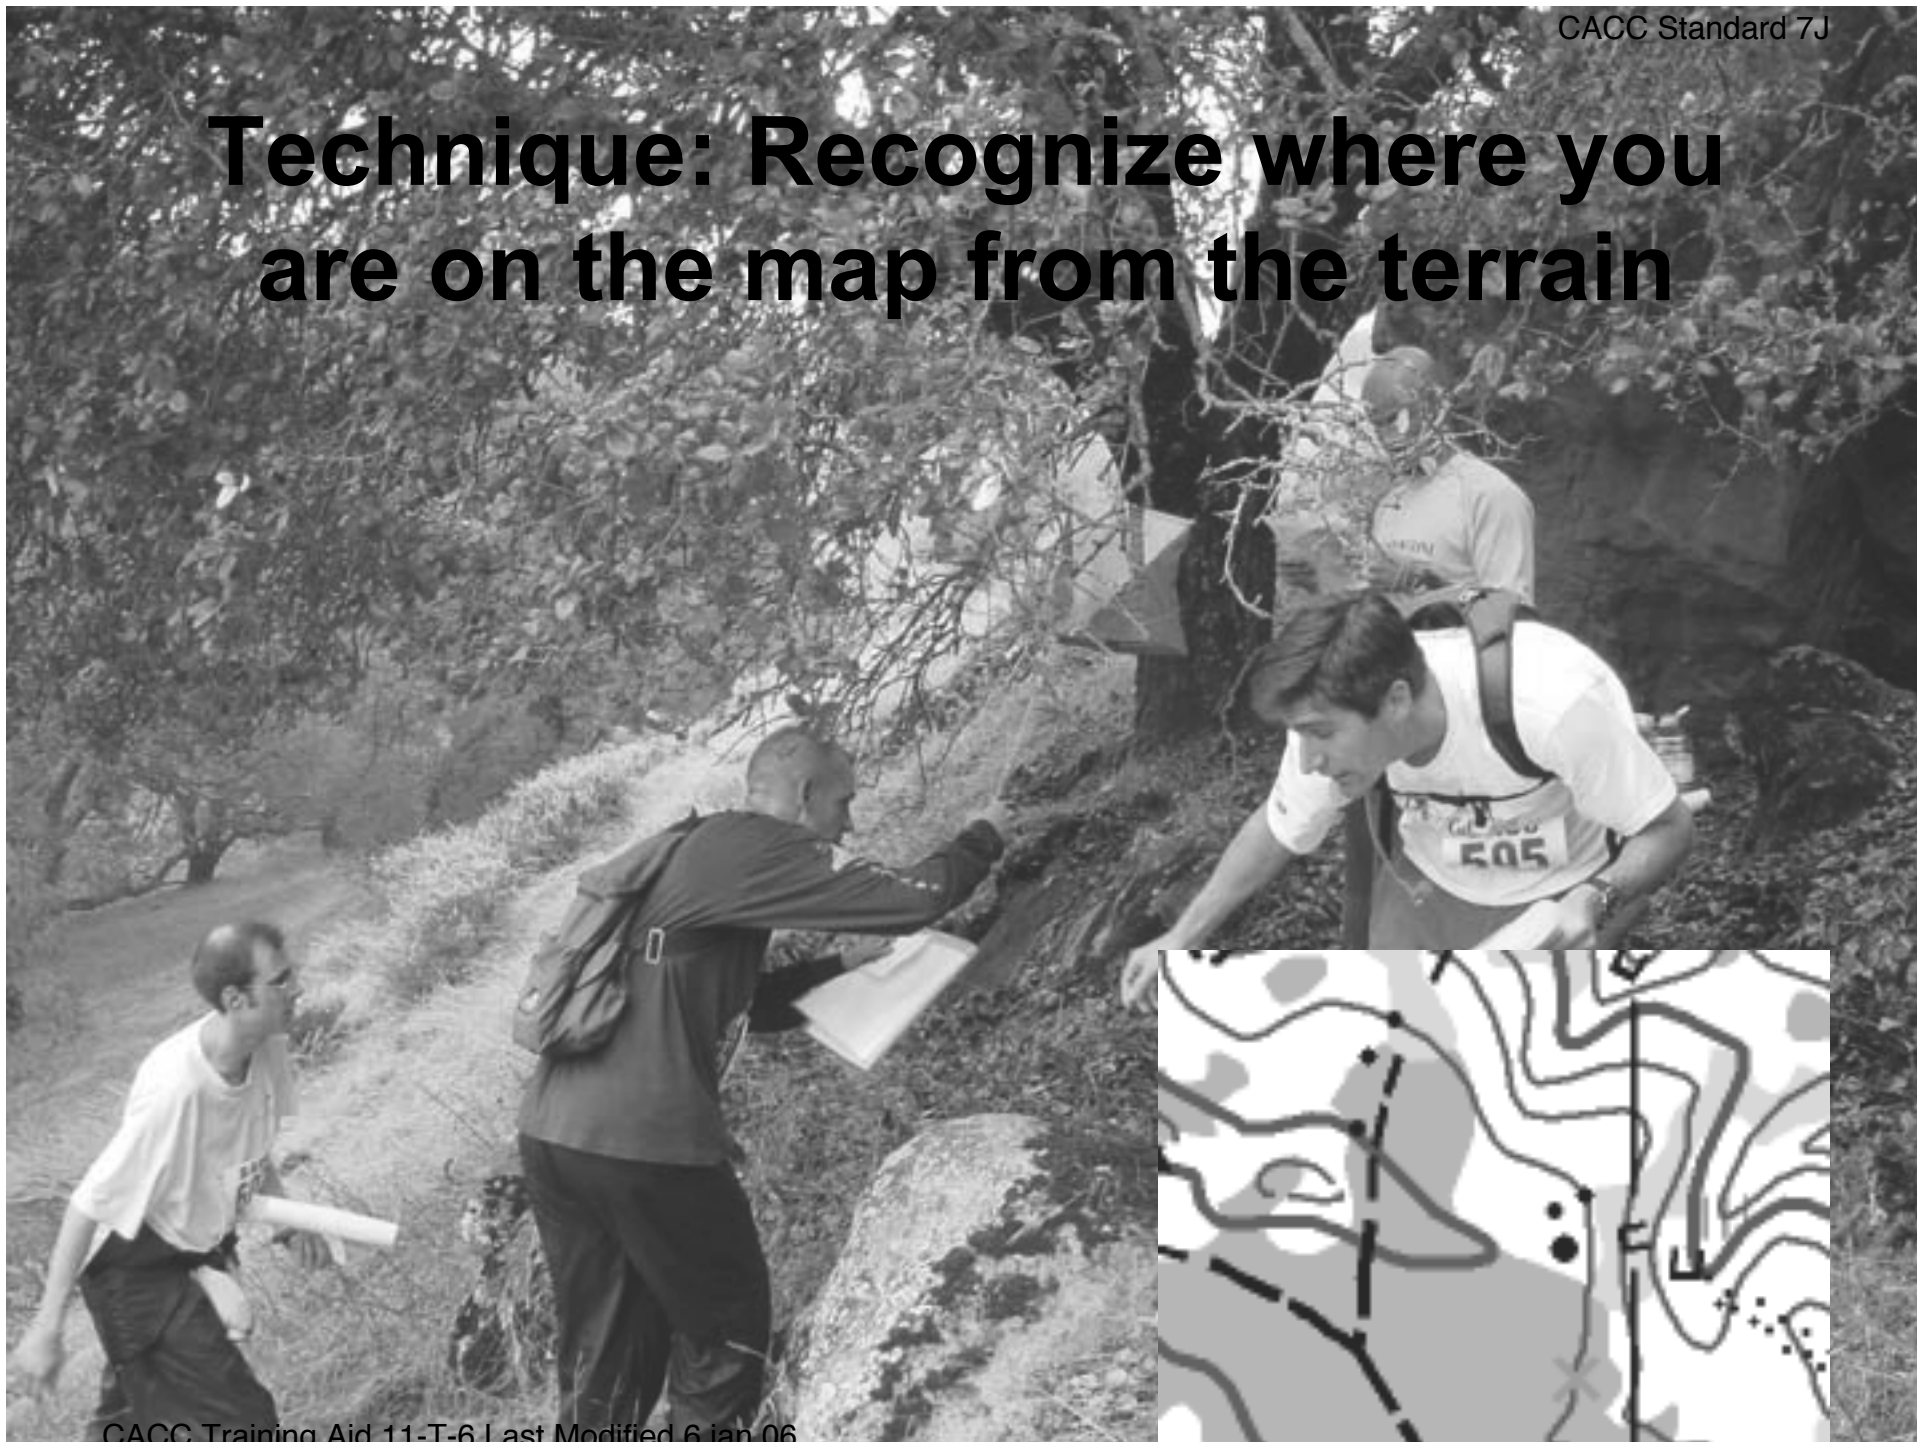 CACC Standard 7J
Technique: Recognize where you
are on the map from the terrain
595
CACC Training Aid 11-T-6 Last Modified 6 jan 06